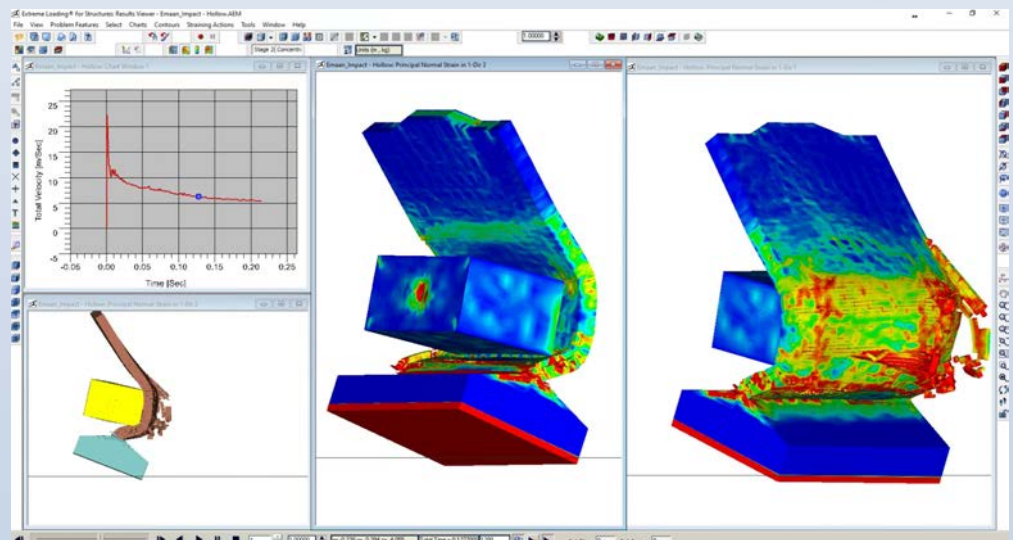 Extreme Loading® for Structures: Results Viewer - Emaan_Impact - Hollow.AEM
File View Problem Features Select Charts Contours Straining Actions Tools Window Help
1.00000
Stage 2( Concentri
Units (m , kg)
Emaan_Impact - Hollow Chart Window 1
25
20
15
10
5
0
-5
Total Velocity [m/Sec]
-0.05 0.00 0.05 0.10 0.15 0.20 0.25
Time [Sec]
Emaan_Impact - Hollow: Principal Normal Strain in 1-Dir 2
Emaan_Impact - Hollow: Principal Normal Strain in 1-Dir 2
Emaan_Impact - Hollow: Principal Normal Strain in 1-Dir 1